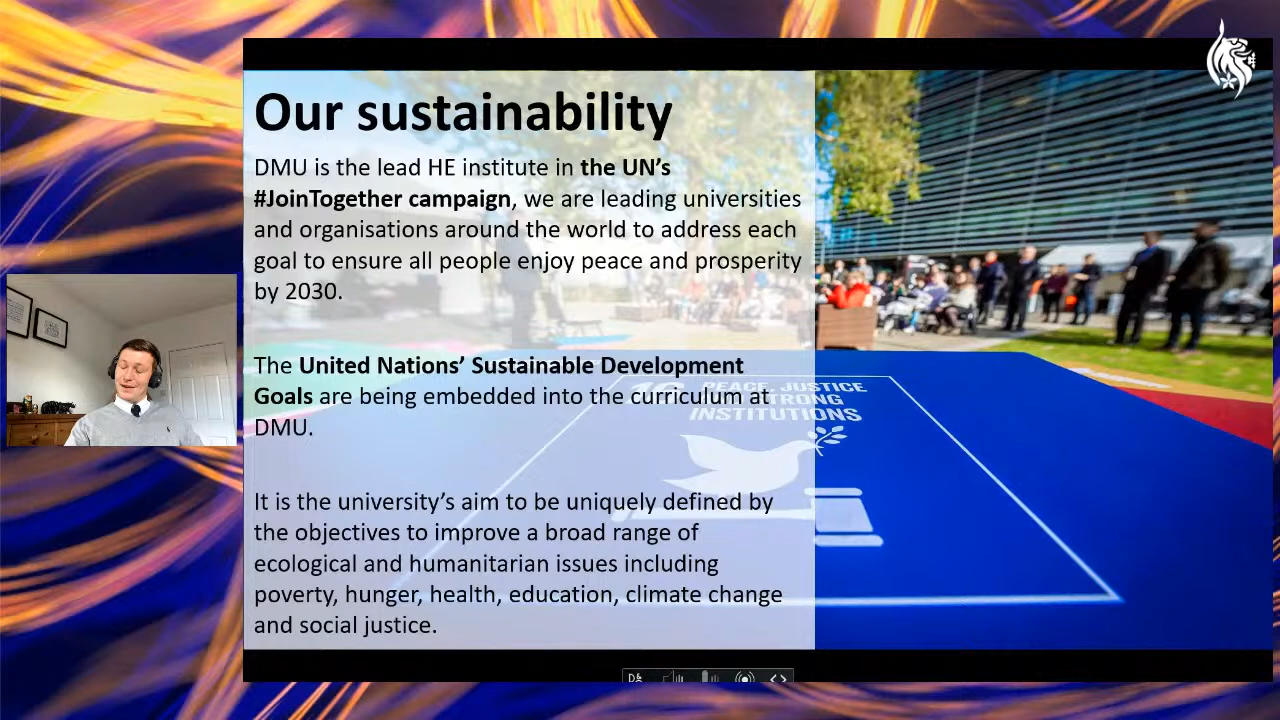 Our sustainability
DMU is the lead HE institute in the UN's
#JoinTogether campaign, we are leading universities
and organisations around the world to address each
goal to ensure all people enjoy peace and prosperity
by 2030.
The United Nations' Sustainable Development
Goals are being embedded into the curriculum at
DMU.
It is the university's aim to be uniquely defined by
the objectives to improve a broad range of
ecological and humanitarian issues including
poverty, hunger, health, education, climate change
and social justice.
16 PEACE, JUSTICE
STRONG
INSTITUTIONS